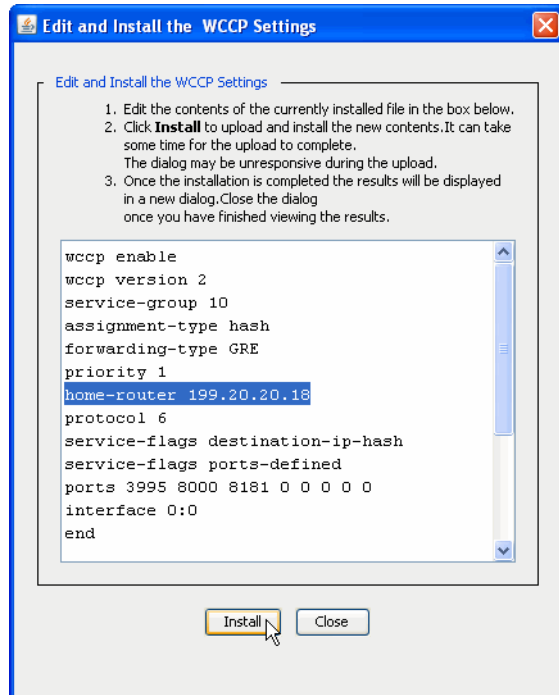 Edit and Install the WCCP Settings
Edit and Install the WCCP Settings
1. Edit the contents of the currently installed file in the box below.
2. Click Install to upload and install the new contents.It can take
some time for the upload to complete.
The dialog may be unresponsive during the upload.
3. Once the installation is completed the results will be displayed
in a new dialog.Close the dialog
once you have finished viewing the results.
wccp enable
wccp version 2
service-group 10
assignment-type hash
forwarding-type GRE
priority 1
home-router 199.20.20.18
protocol 6
service-flags destination-ip-hash
service-flags ports-defined
ports 3995 8000 8181 0 0 0 0 0
interface 0:0
end
Install Close